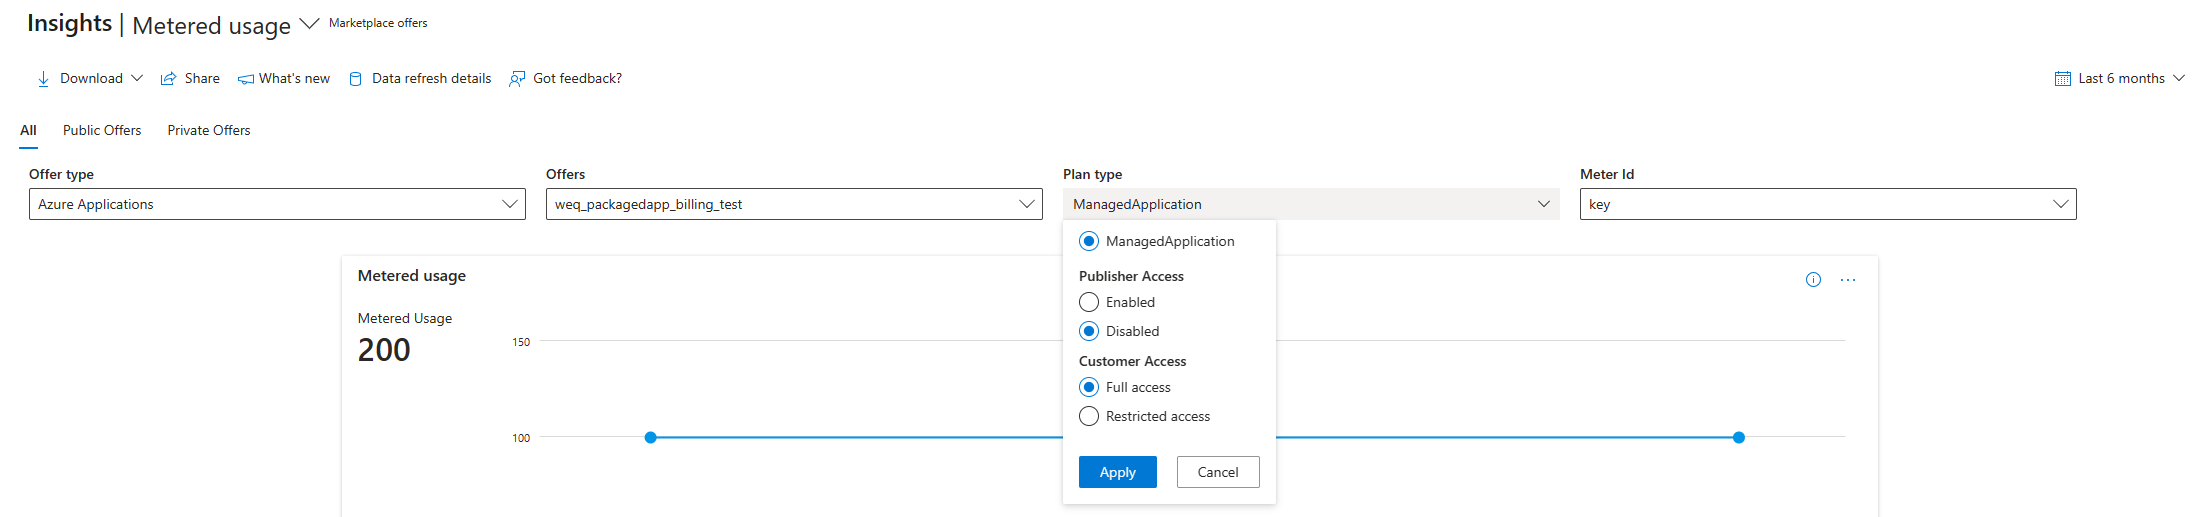 Insights | Metered usage Marketplace offers
Download Share What's new Data refresh details Got feedback? Last 6 months
All Public Offers Private Offers
Offer type Offers Plan type Meter Id
Azure Applications weq_packagedapp_billing_test ManagedApplication key
ManagedApplication
Metered usage
Publisher Access
Enabled
Metered Usage
200
Disabled
150
Customer Access
Full access
Restricted access
100
Apply Cancel